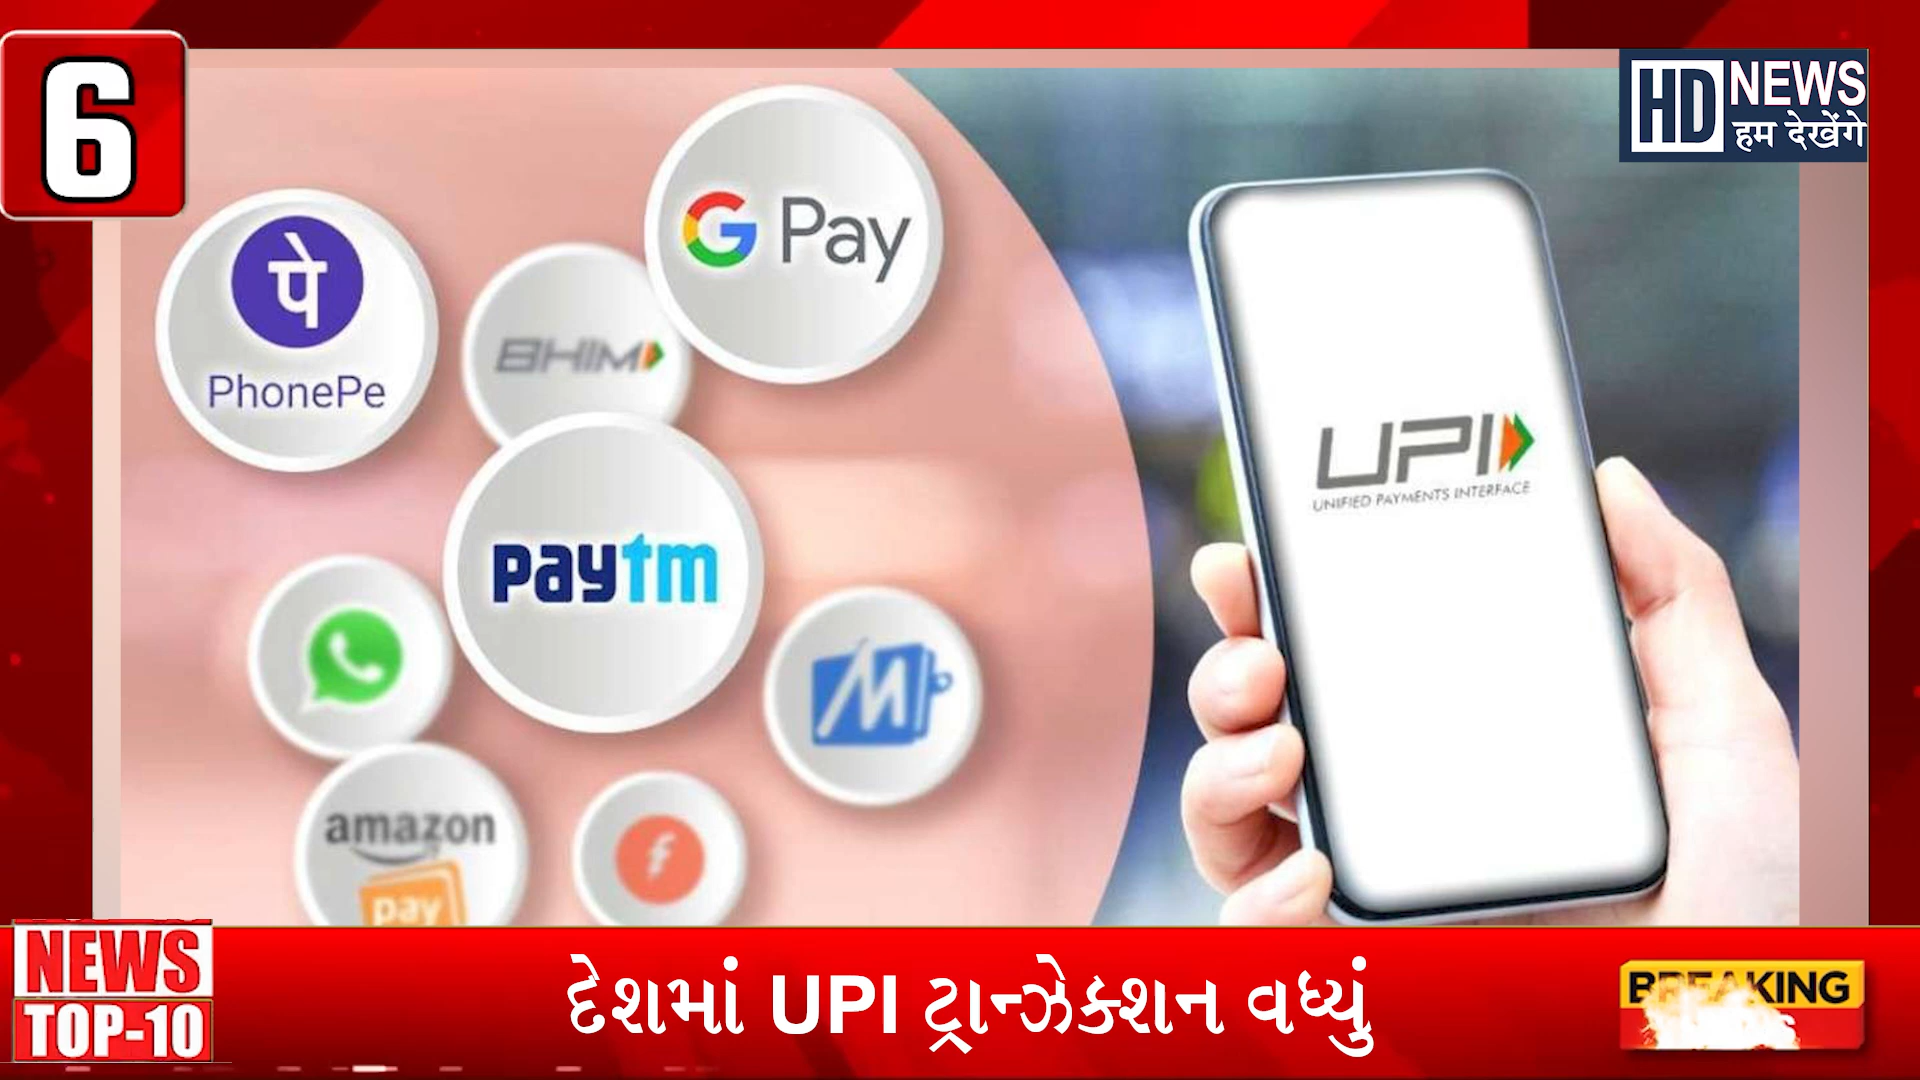 6
HD NEWS
हम देखेंगे
G Pay
पे
PhonePe
BHIM
UPI
UNIFIED PAYMENTS INTERFACE
paytm
M
amazon
pay
f
NEWS
TOP-10
દેશમાં UPI ટ્રાન્ઝેક્શન વધ્યું
BREAKING